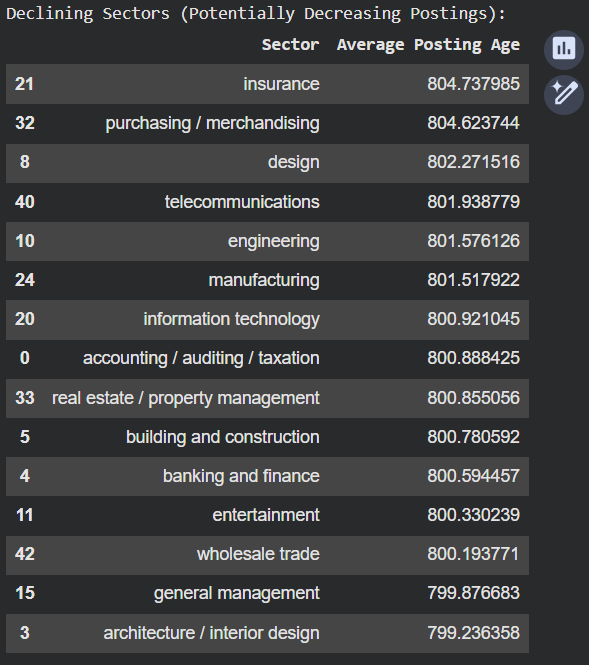 Declining Sectors (Potentially Decreasing Postings):
Sector Average Posting Age
21 insurance 804.737985
32 purchasing / merchandising 804.623744
8 design 802.271516
40 telecommunications 801.938779
10 engineering 801.576126
24 manufacturing 801.517922
20 information technology 800.921045
0 accounting / auditing / taxation 800.888425
33 real estate / property management 800.855056
5 building and construction 800.780592
4 banking and finance 800.594457
11 entertainment 800.330239
42 wholesale trade 800.193771
15 general management 799.876683
3 architecture / interior design 799.236358